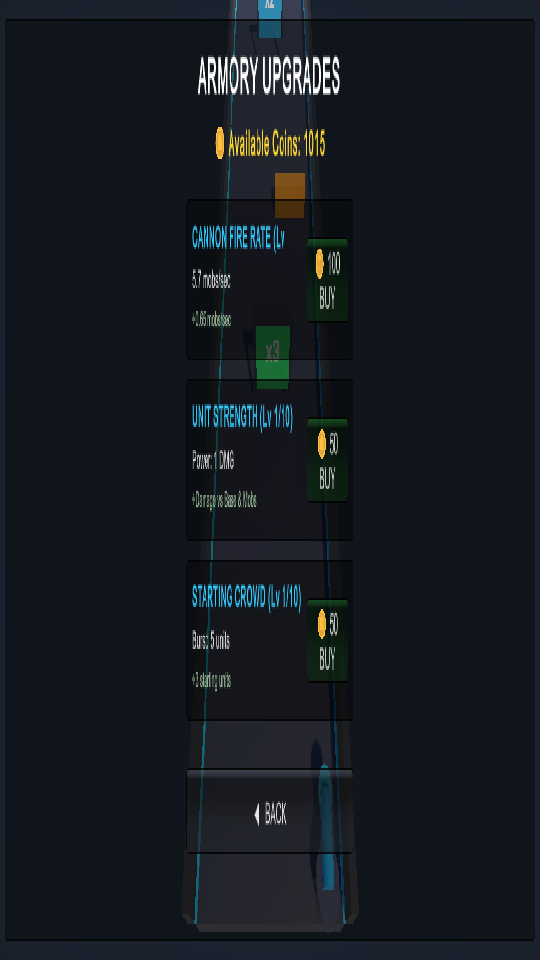 x2
ARMORY UPGRADES
Available Coins: 1015
CANNON FIRE RATE (Lv
5.7 mobs/sec
+0.65 mobs/sec
100
BUY
x3
UNIT STRENGTH (Lv 1/10)
Power: 1 DMG
+Damage vs Base & Mobs
50
BUY
STARTING CROWD (Lv 1/10)
Burst 5 units
+3 starting units
50
BUY
BACK